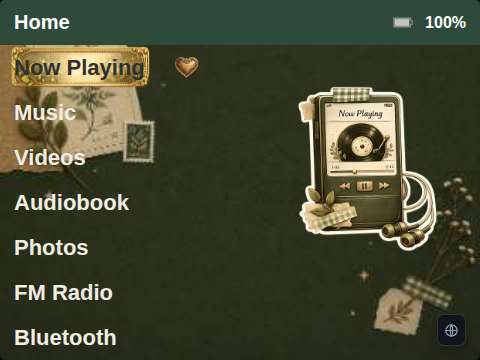 Home
100%
Now Playing
Music
Videos
Audiobook
Photos
FM Radio
Bluetooth
Now Playing